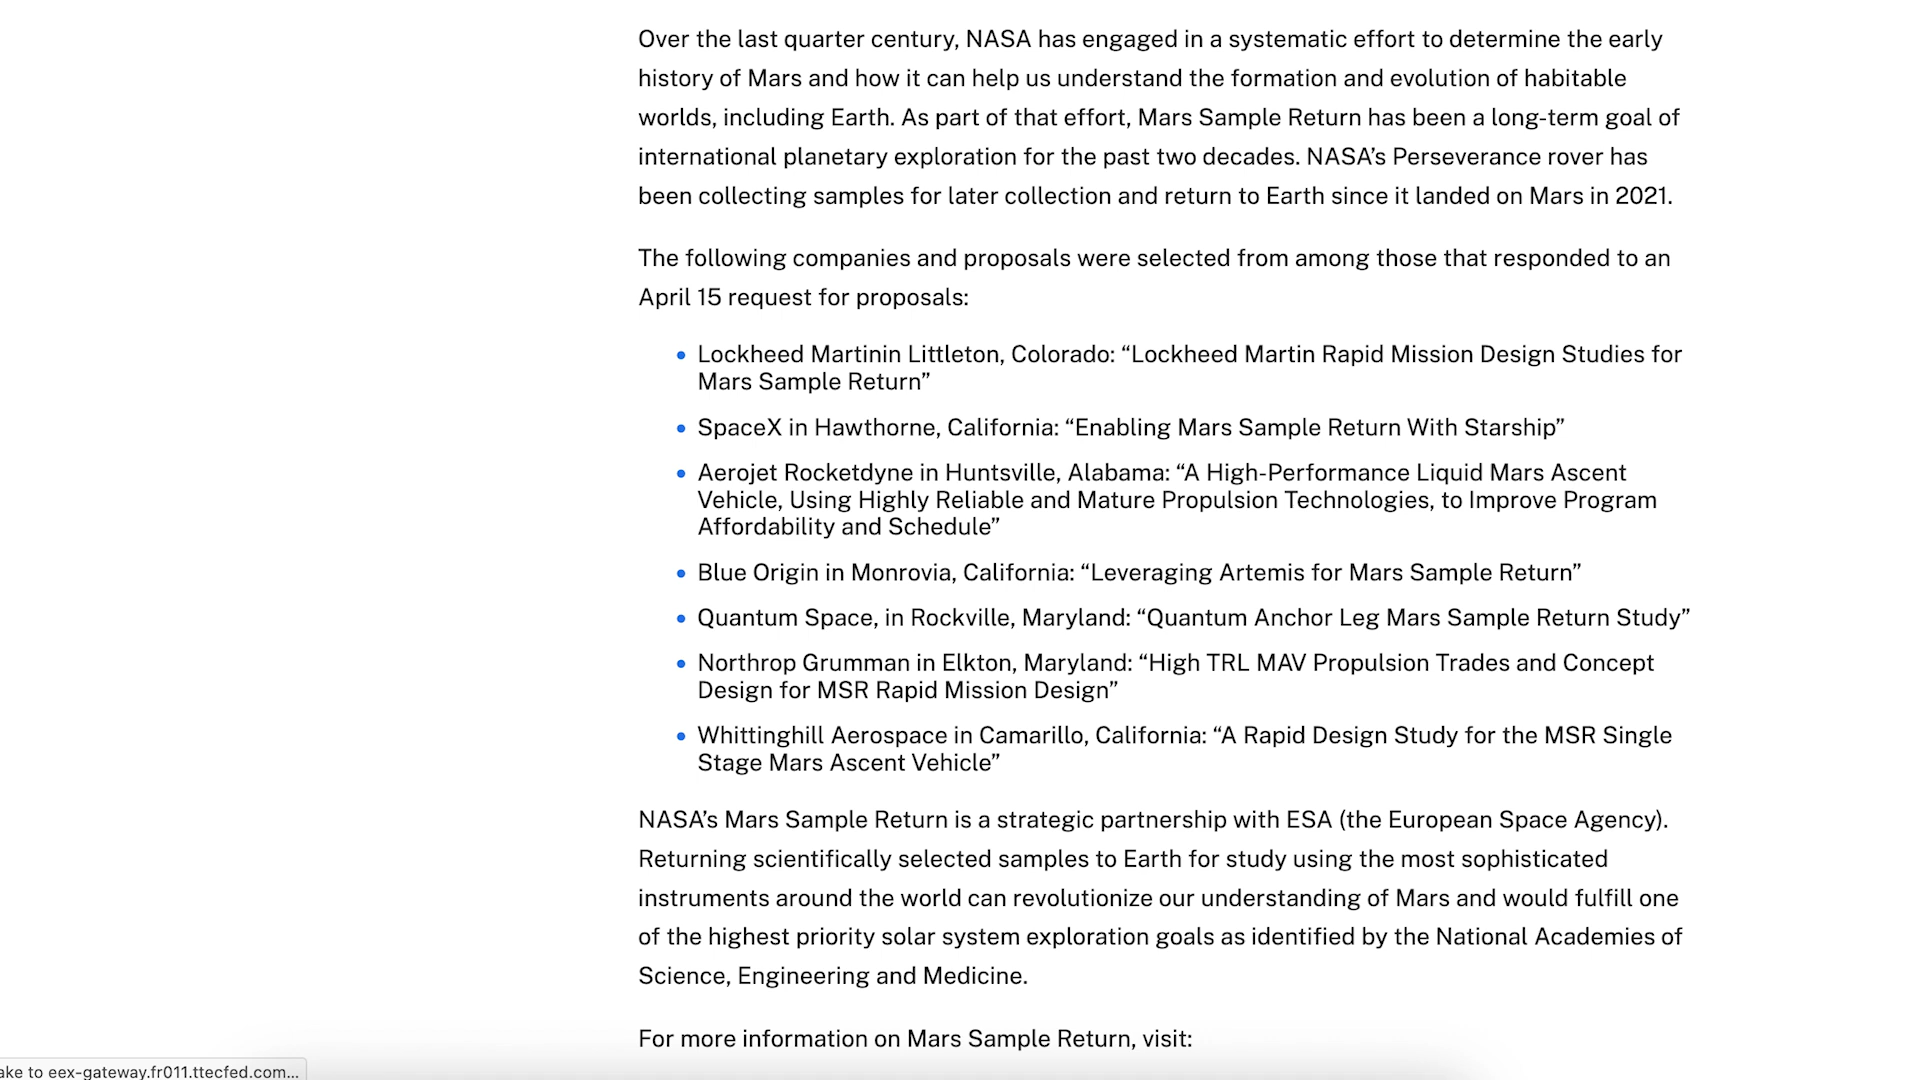 Over the last quarter century, NASA has engaged in a systematic effort to determine the early
history of Mars and how it can help us understand the formation and evolution of habitable
worlds, including Earth. As part of that effort, Mars Sample Return has been a long-term goal of
international planetary exploration for the past two decades. NASA’s Perseverance rover has
been collecting samples for later collection and return to Earth since it landed on Mars in 2021.
The following companies and proposals were selected from among those that responded to an
April 15 request for proposals:
• Lockheed Martinin Littleton, Colorado: “Lockheed Martin Rapid Mission Design Studies for
Mars Sample Return”
• SpaceX in Hawthorne, California: “Enabling Mars Sample Return With Starship”
• Aerojet Rocketdyne in Huntsville, Alabama: “A High-Performance Liquid Mars Ascent
Vehicle, Using Highly Reliable and Mature Propulsion Technologies, to Improve Program
Affordability and Schedule”
• Blue Origin in Monrovia, California: “Leveraging Artemis for Mars Sample Return”
• Quantum Space, in Rockville, Maryland: “Quantum Anchor Leg Mars Sample Return Study”
• Northrop Grumman in Elkton, Maryland: “High TRL MAV Propulsion Trades and Concept
Design for MSR Rapid Mission Design”
• Whittinghill Aerospace in Camarillo, California: “A Rapid Design Study for the MSR Single
Stage Mars Ascent Vehicle”
NASA’s Mars Sample Return is a strategic partnership with ESA (the European Space Agency).
Returning scientifically selected samples to Earth for study using the most sophisticated
instruments around the world can revolutionize our understanding of Mars and would fulfill one
of the highest priority solar system exploration goals as identified by the National Academies of
Science, Engineering and Medicine.
For more information on Mars Sample Return, visit:
ake to eex-gateway.fr011.ttecfed.com...